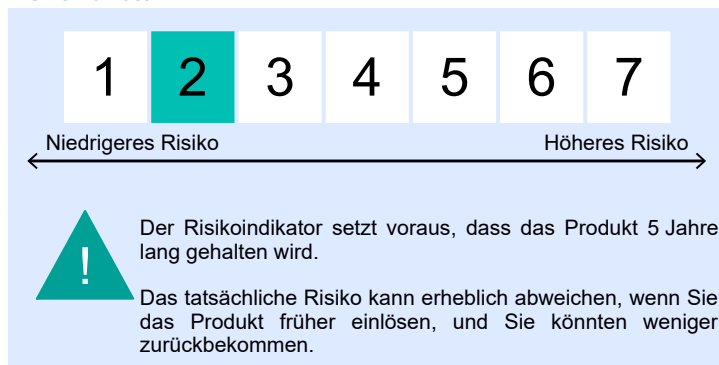 1 2 3 4 5 6 7
Niedrigeres Risiko Höheres Risiko
!
Der Risikoindikator setzt voraus, dass das Produkt 5 Jahre
lang gehalten wird.
Das tatsächliche Risiko kann erheblich abweichen, wenn Sie
das Produkt früher einlösen, und Sie könnten weniger
zurückbekommen.